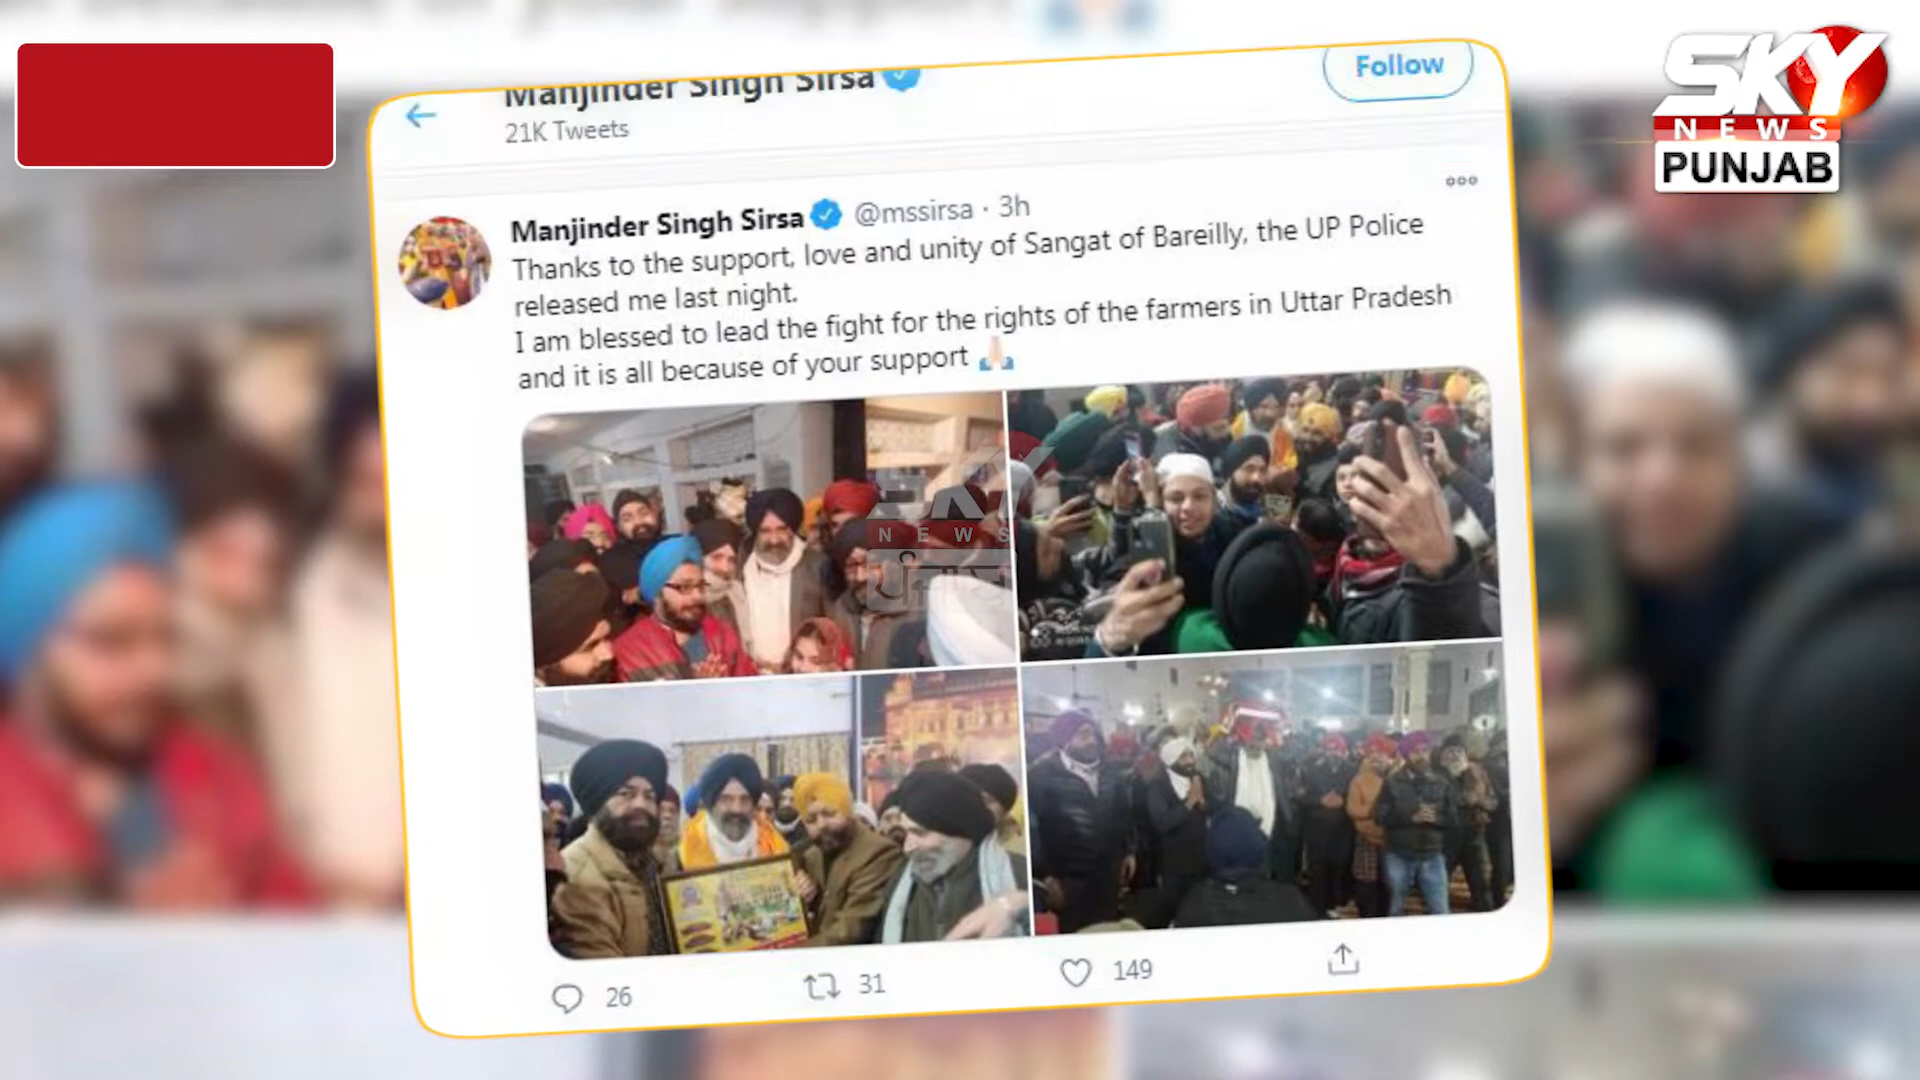 Manjinder Singh Sirsa
21K Tweets
Follow
SKY
NEWS
PUNJAB
Manjinder Singh Sirsa @mssirsa · 3h
Thanks to the support, love and unity of Sangat of Bareilly, the UP Police
released me last night.
I am blessed to lead the fight for the rights of the farmers in Uttar Pradesh
and it is all because of your support 🙏🏻
SKY
NEWS
ਪੰਜਾਬ
26
31
149